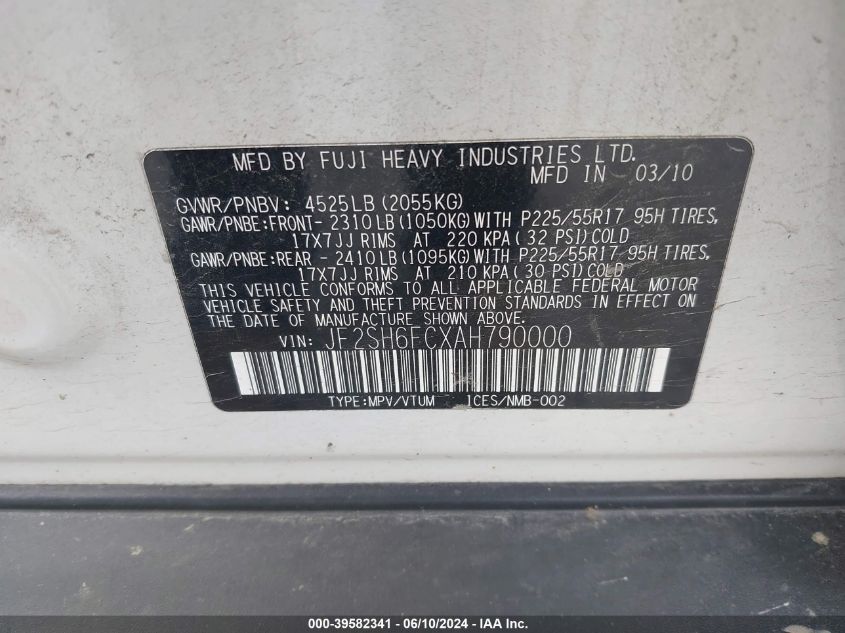 MFD BY FUJI HEAVY INDUSTRIES LTD.
MFD IN 03/10
GVWR/PNBV: 4525LB(2055KG)
GAWR/PNBE:FRONT- 2310LB(1050KG)WITH P225/55R17 95H TIRES,
17X7JJ RIMS AT 220 KPA( 32 PSI)COLD
GAWR/PNBE:REAR - 2410LB(1095KG)WITH P225/55R17 95H TIRES,
17X7JJ RIMS AT 210 KPA( 30 PSI)COLD
THIS VEHICLE CONFORMS TO ALL APPLICABLE FEDERAL MOTOR
VEHICLE SAFETY AND THEFT PREVENTION STANDARDS IN EFFECT ON
THE DATE OF MANUFACTURE SHOWN ABOVE.
VIN: JF2SH6FCXAH790000
TYPE:MPV/VTUM ICES/NMB-002
000-39582341 - 06/10/2024 - IAA Holdings, LLC.